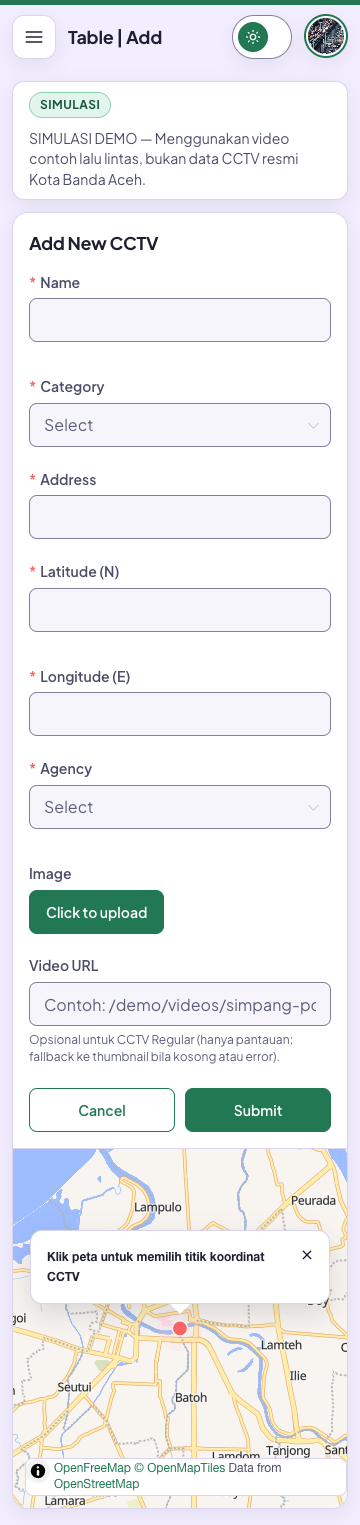 Table | Add
SIMULASI
SIMULASI DEMO — Menggunakan video
contoh lalu lintas, bukan data CCTV resmi
Kota Banda Aceh.
Add New CCTV
* Name
* Category
Select
* Address
* Latitude (N)
* Longitude (E)
* Agency
Select
Image
Click to upload
Video URL
Contoh: /demo/videos/simpang-pc
Opsional untuk CCTV Regular (hanya pantauan;
fallback ke thumbnail bila kosong atau error).
Cancel
Submit
Peurada
Lampulo
Klik peta untuk memilih titik koordinat
CCTV
goi
Lamteh
Ilie
Seutui
Batoh
Tanjong
Sant
Lamdom
OpenFreeMap © OpenMapTiles Data from
OpenStreetMap
Lamara